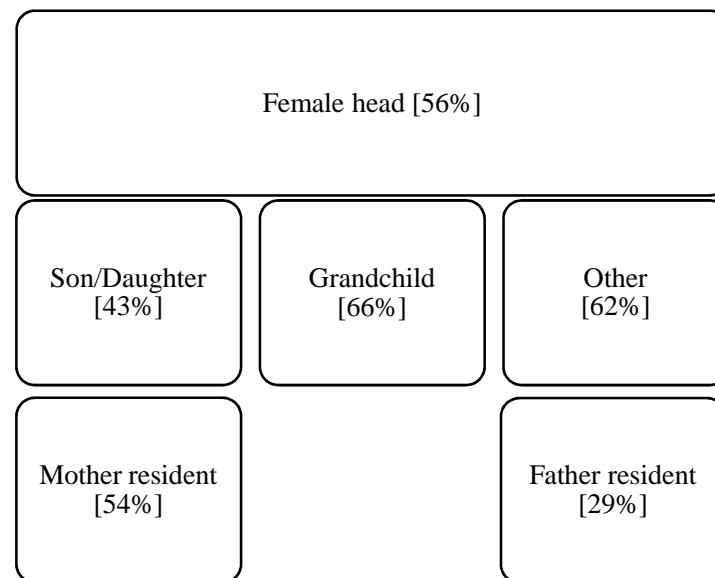 Female head [56%]
Son/Daughter
[43%]
Grandchild
[66%]
Other
[62%]
Mother resident
[54%]
Father resident
[29%]